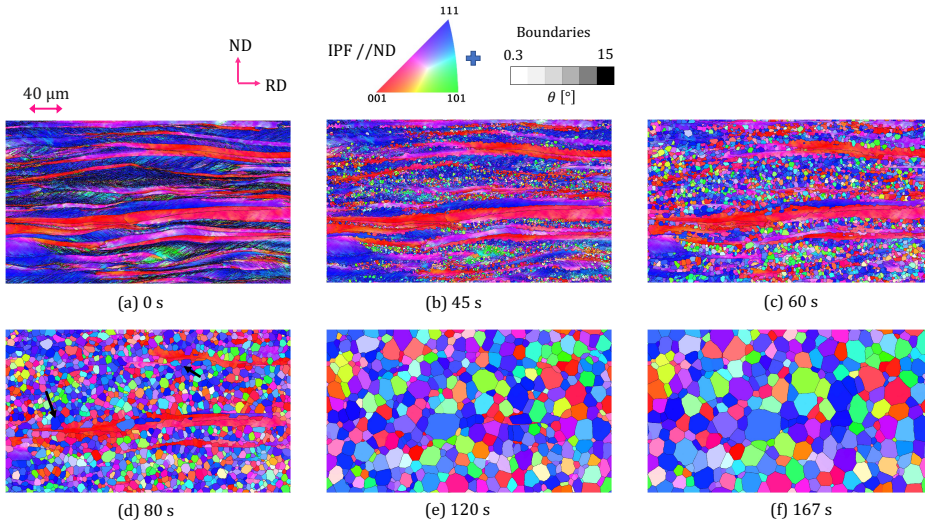 111
ND
IPF //ND
Boundaries
0.3
15
RD
001
101
θ [°]
40 μm
(a) 0 s
(b) 45 s
(c) 60 s
(d) 80 s
(e) 120 s
(f) 167 s